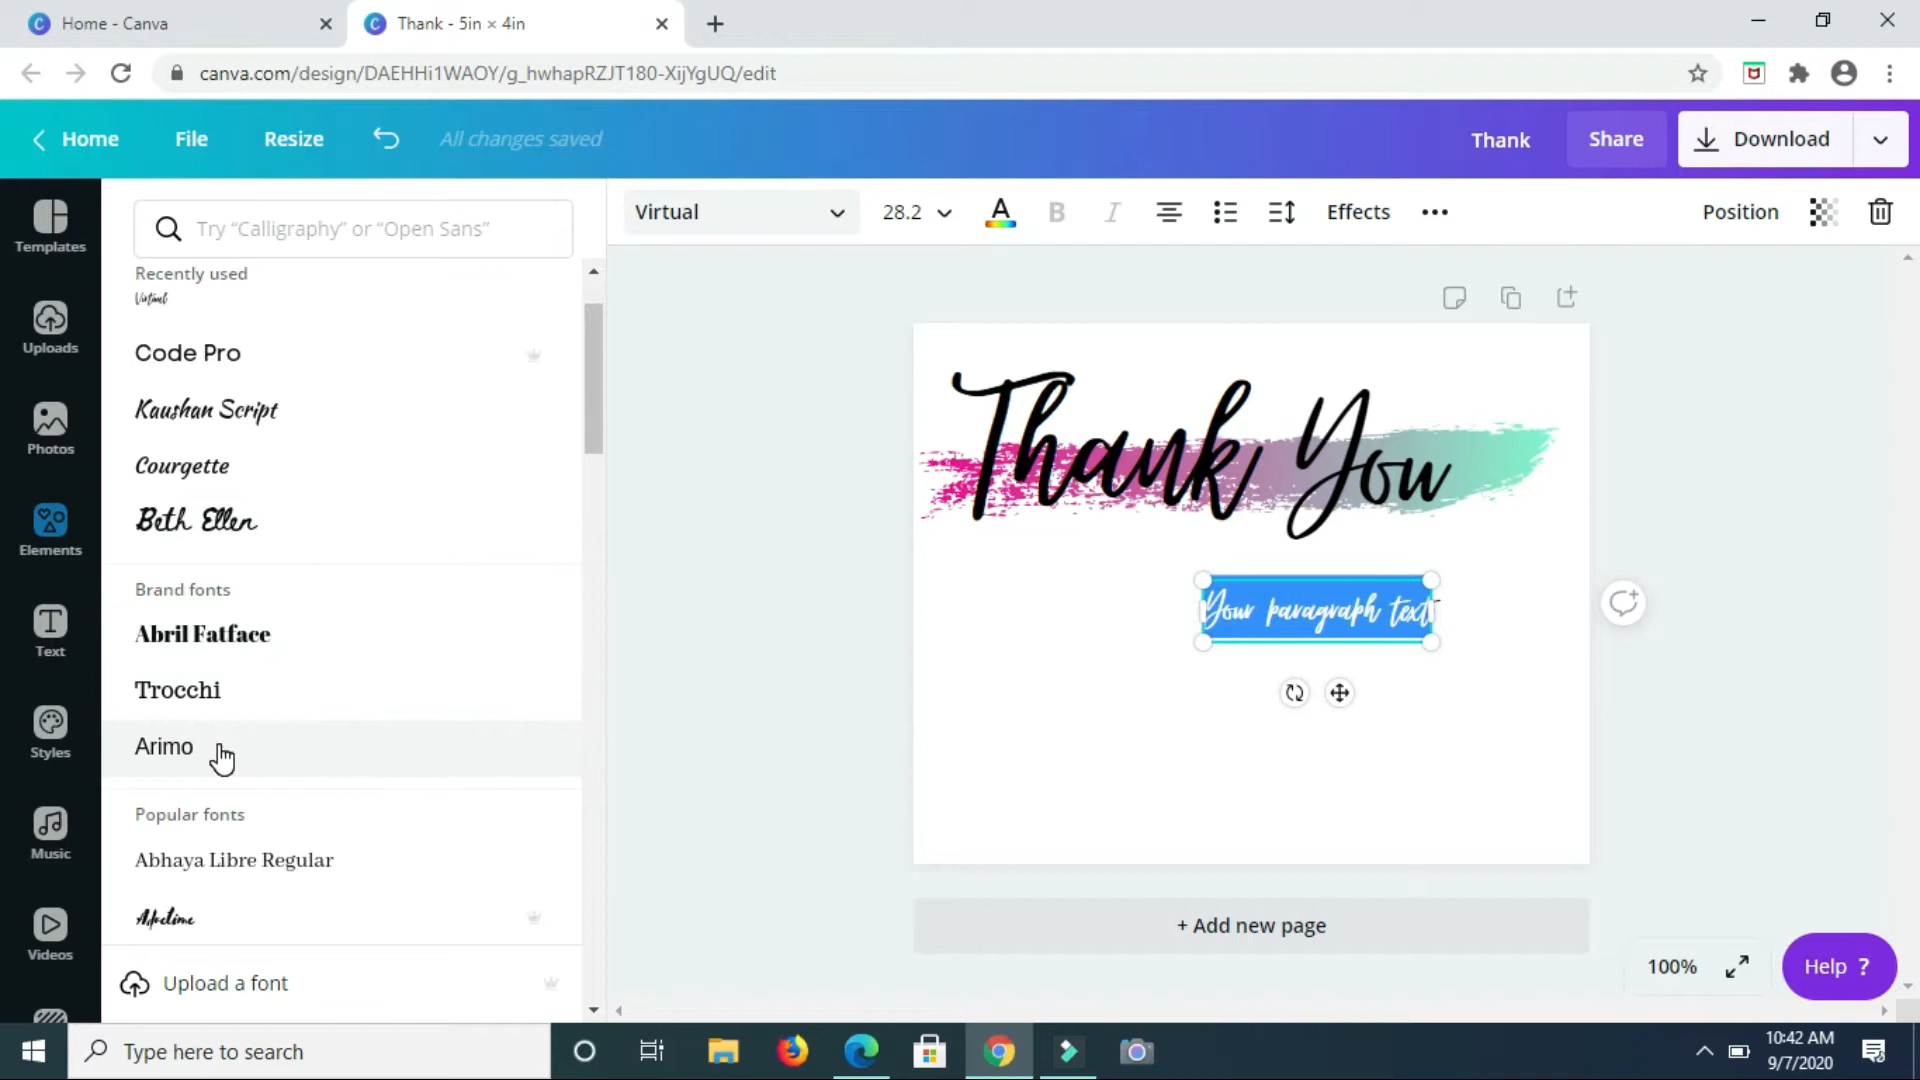 Home - Canva
Thank - 5in × 4in
canva.com/design/DAEHHi1WAOY/g_hwhapRZJT180-XijYgUQ/edit
Home
File
Resize
All changes saved
Thank
Share
Download
Templates
Uploads
Photos
Elements
Text
Styles
Music
Videos
Try “Calligraphy” or “Open Sans”
Recently used
Virtual
Code Pro
Kaushan Script
Courgette
Beth Ellen
Brand fonts
Abril Fatface
Trocchi
Arimo
Popular fonts
Abhaya Libre Regular
Upload a font
Virtual
28.2
A
B
I
Effects
Position
Thank You
Your paragraph text
+ Add new page
100%
Help ?
Type here to search
10:42 AM
9/7/2020